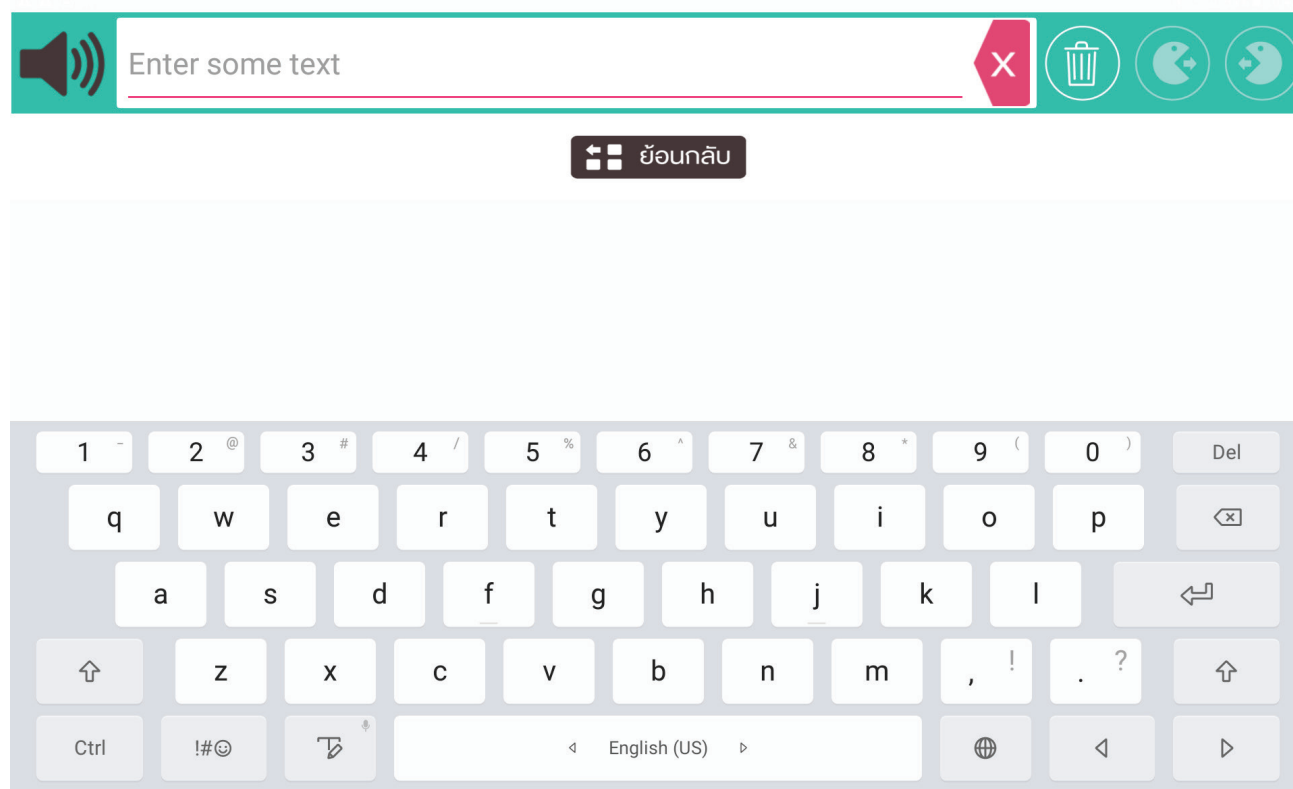 Enter some text
X
ย้อนกลับ
1 - 2 @ 3 # 4 / 5 % 6 ^ 7 & 8 * 9 ( 0 ) Del
q w e r t y u i o p
a s d f g h j k l
z x c v b n m , ! . ?
Ctrl !#☺ English (US)